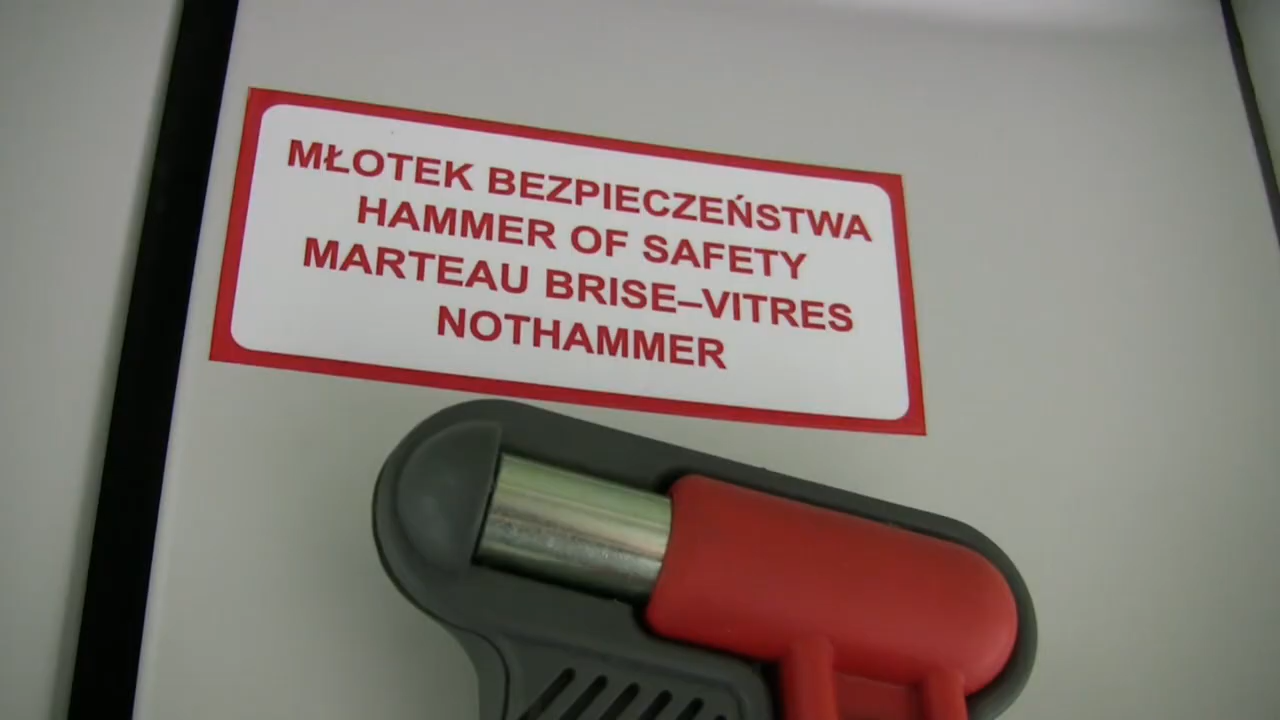 MŁOTEK BEZPIECZEŃSTWA
HAMMER OF SAFETY
MARTEAU BRISE–VITRES
NOTHAMMER